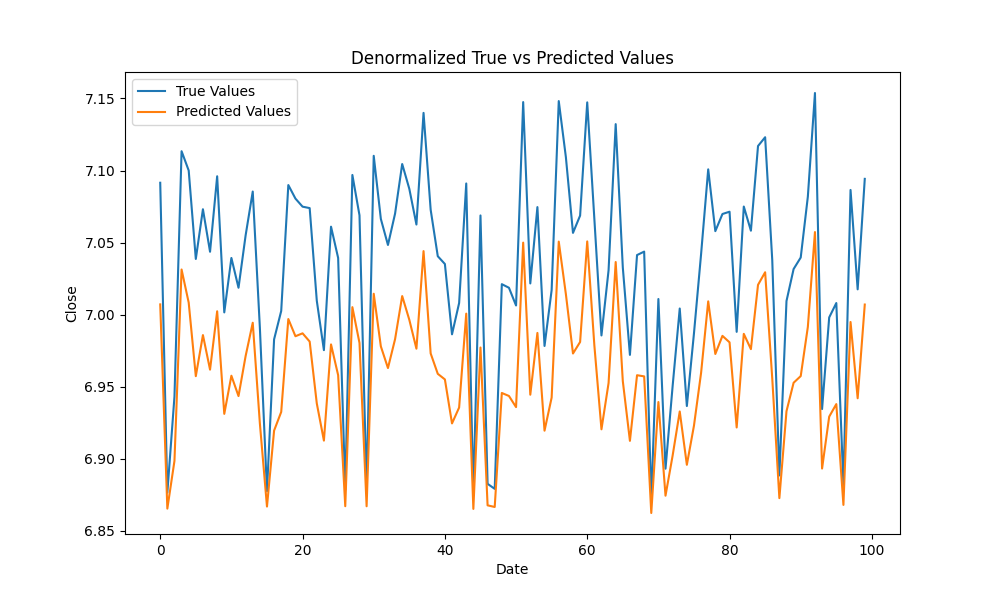 Denormalized True vs Predicted Values
True Values
Predicted Values
Close
7.15
7.10
7.05
7.00
6.95
6.90
6.85
0 20 40 60 80 100
Date